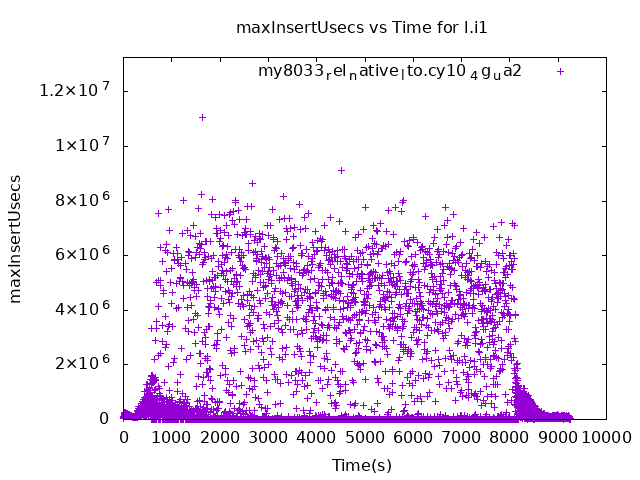 maxInsertUsecs vs Time for I.i1
my8033relnativelto.cy104gua2
maxInsertUsecs
1.2×10^7
1×10^7
8×10^6
6×10^6
4×10^6
2×10^6
0
0 1000 2000 3000 4000 5000 6000 7000 8000 9000 10000
Time(s)